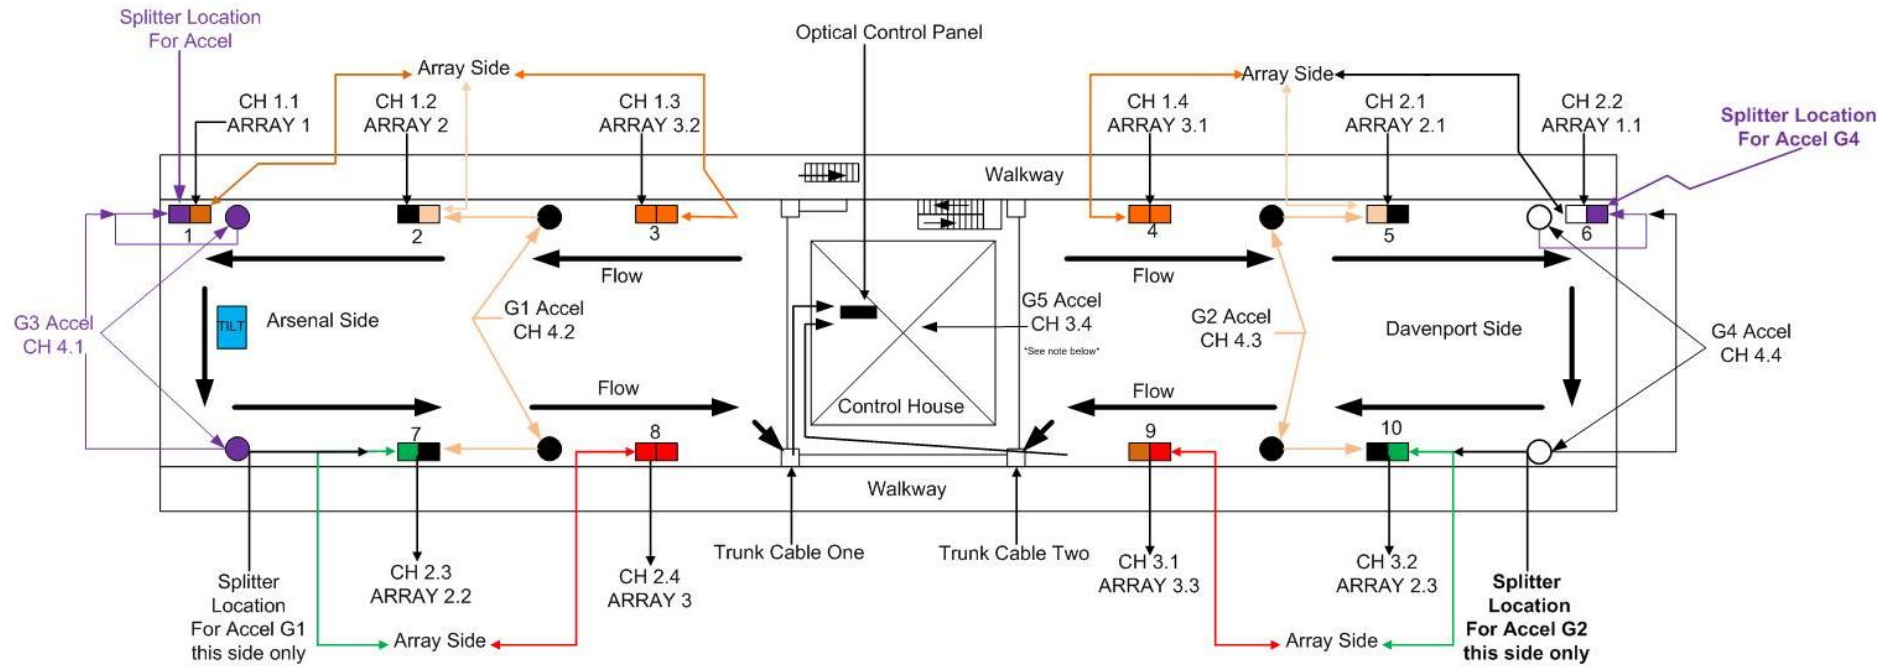 Splitter Location
For Accel
Optical Control Panel
Array Side
Array Side
CH 1.1
ARRAY 1
CH 1.2
ARRAY 2
CH 1.3
ARRAY 3.2
CH 1.4
ARRAY 3.1
CH 2.1
ARRAY 2.1
CH 2.2
ARRAY 1.1
Splitter Location
For Accel G4
Walkway
1
2
3
4
5
6
Flow
Flow
G3 Accel
CH 4.1
TILT
Arsenal Side
G1 Accel
CH 4.2
G5 Accel
CH 3.4
*See note below*
G2 Accel
CH 4.3
Davenport Side
G4 Accel
CH 4.4
Flow
Flow
Control House
7
8
9
10
Walkway
Trunk Cable One
Trunk Cable Two
Splitter
Location
For Accel G1
this side only
CH 2.3
ARRAY 2.2
CH 2.4
ARRAY 3
CH 3.1
ARRAY 3.3
CH 3.2
ARRAY 2.3
Splitter
Location
For Accel G2
this side only
Array Side
Array Side